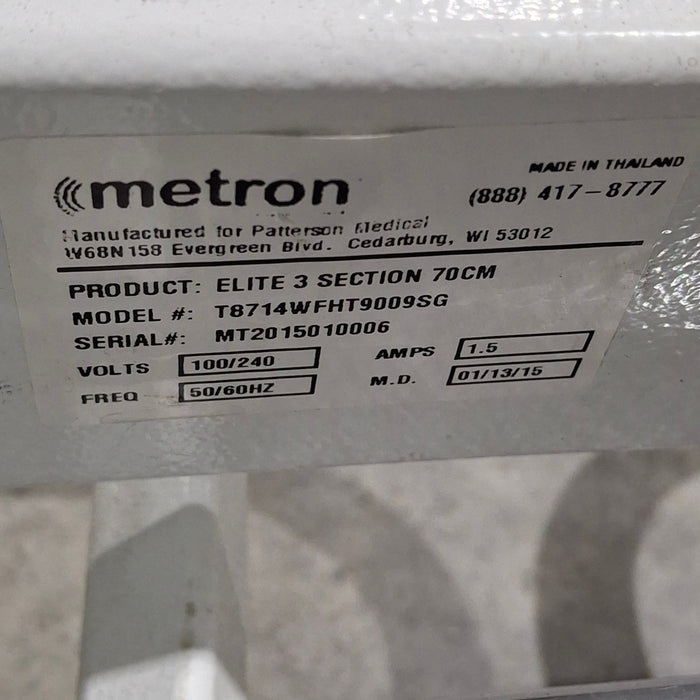 metron
MADE IN THAILAND
(888) 417-8777
Manufactured for Patterson Medical
W68N158 Evergreen Blvd. Cedarburg, WI 53012
PRODUCT: ELITE 3 SECTION 70CM
MODEL #: T8714WFHT9009SG
SERIAL#: MT2015010006
VOLTS 100/240 AMPS 1.5
FREQ 50/60HZ M.D. 01/13/15